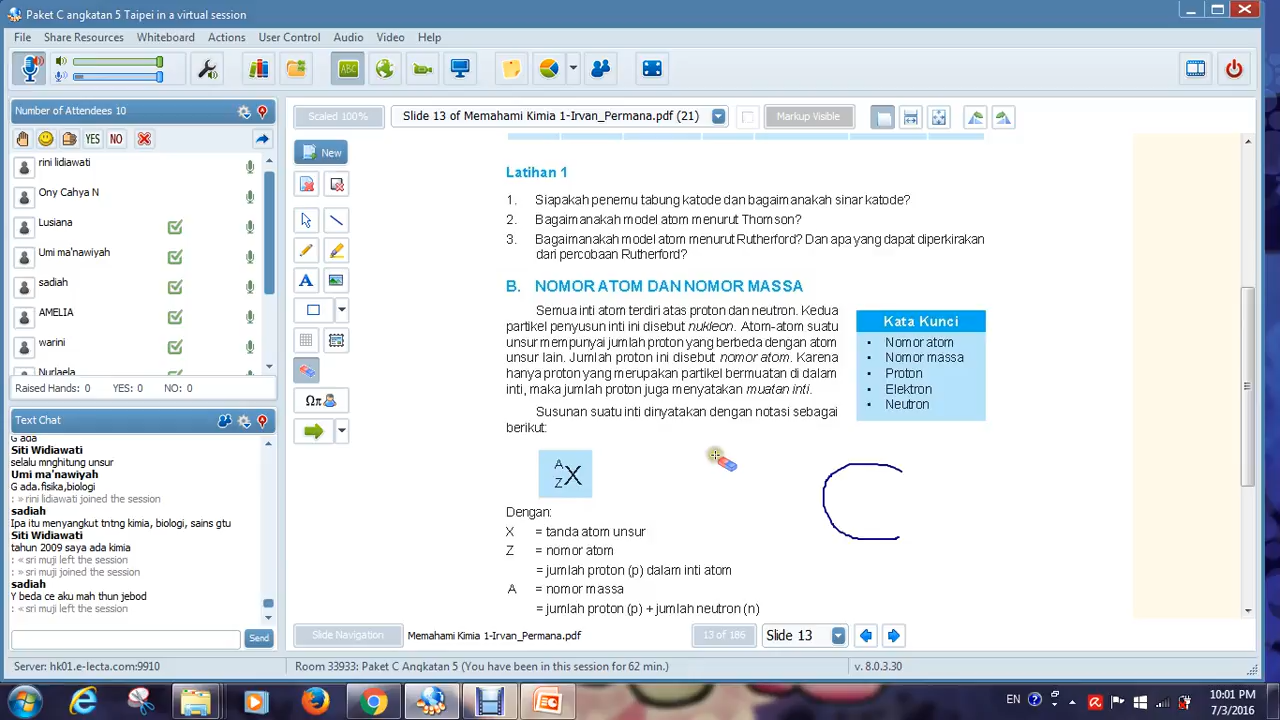 Paket C angkatan 5 Taipei in a virtual session
File Share Resources Whiteboard Actions User Control Audio Video Help
ABC
Number of Attendees 10
YES NO
rini lidiawati
Ony Cahya N
Lusiana
Umi ma'nawiyah
sadiah
AMELIA
warini
Nurlaela
Raised Hands: 0 YES: 0 NO: 0
Text Chat
G ada
Siti Widiawati
selalu mnghitung unsur
Umi ma'nawiyah
G ada.fisika,biologi
: » rini lidiawati joined the session
sadiah
Ipa itu menyangkut tntng kimia, biologi, sains gtu
Siti Widiawati
tahun 2009 saya ada kimia
: « sri muji left the session
: » sri muji joined the session
sadiah
Y beda ce aku mah thun jebod
: « sri muji left the session
Send
Scaled 100% Slide 13 of Memahami Kimia 1-Irvan_Permana.pdf (21) Markup Visible
New
A
Ωπ
Latihan 1
1. Siapakah penemu tabung katode dan bagaimanakah sinar katode?
2. Bagaimanakah model atom menurut Thomson?
3. Bagaimanakah model atom menurut Rutherford? Dan apa yang dapat diperkirakan
dari percobaan Rutherford?
B. NOMOR ATOM DAN NOMOR MASSA
Semua inti atom terdiri atas proton dan neutron. Kedua
partikel penyusun inti ini disebut nukleon. Atom-atom suatu
unsur mempunyai jumlah proton yang berbeda dengan atom
unsur lain. Jumlah proton ini disebut nomor atom. Karena
hanya proton yang merupakan partikel bermuatan di dalam
inti, maka jumlah proton juga menyatakan muatan inti.
Susunan suatu inti dinyatakan dengan notasi sebagai
berikut:
Kata Kunci
• Nomor atom
• Nomor massa
• Proton
• Elektron
• Neutron
A
Z X
C
Dengan:
X = tanda atom unsur
Z = nomor atom
= jumlah proton (p) dalam inti atom
A = nomor massa
= jumlah proton (p) + jumlah neutron (n)
Slide Navigation Memahami Kimia 1-Irvan_Permana.pdf 13 of 186 Slide 13
Server: hk01.e-lecta.com:9910 Room 33933: Paket C Angkatan 5 (You have been in this session for 62 min.) v. 8.0.3.30
EN 10:01 PM
7/3/2016